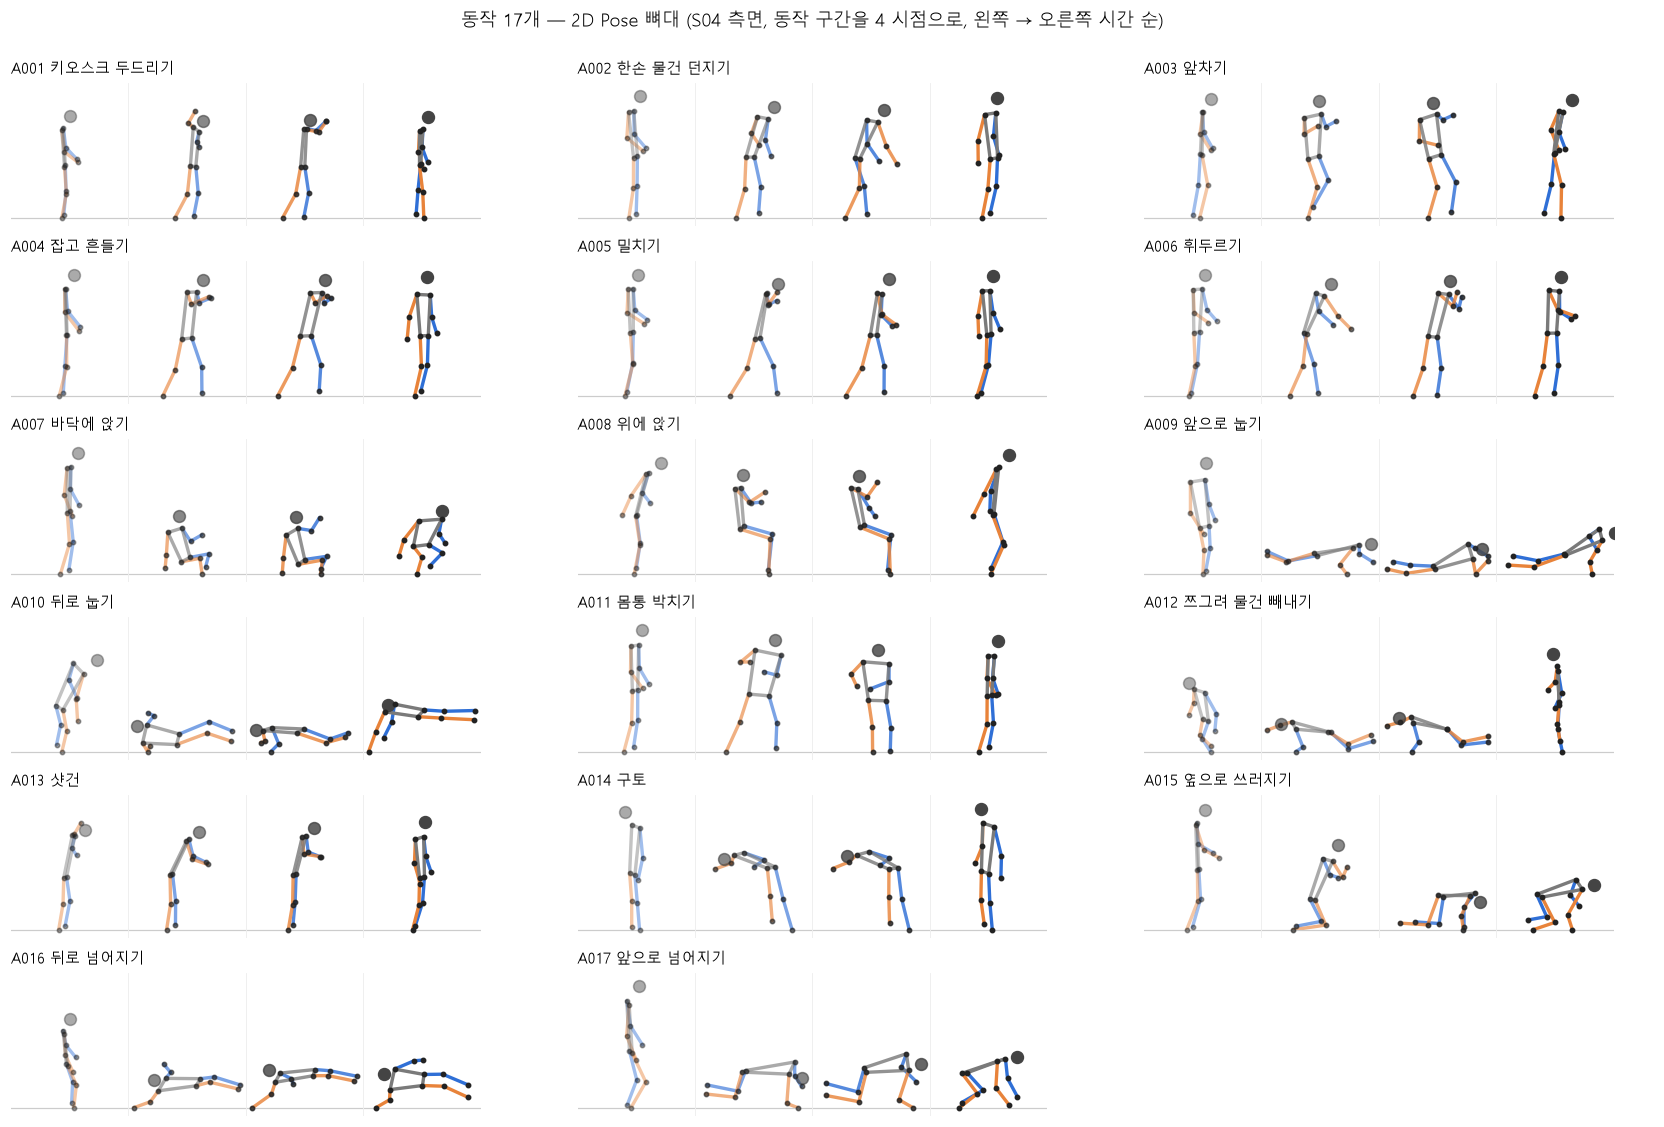 동작 17개 — 2D Pose 뼈대 (S04 측면, 동작 구간을 4 시점으로, 왼쪽 → 오른쪽 시간 순)
A001 키오스크 두드리기
A002 한손 물건 던지기
A003 앞차기
A004 잡고 흔들기
A005 밀치기
A006 휘두르기
A007 바닥에 앉기
A008 위에 앉기
A009 앞으로 눕기
A010 뒤로 눕기
A011 몸통 박치기
A012 쯔그려 물건 빼내기
A013 샷건
A014 구토
A015 옆으로 쓰러지기
A016 뒤로 넘어지기
A017 앞으로 넘어지기